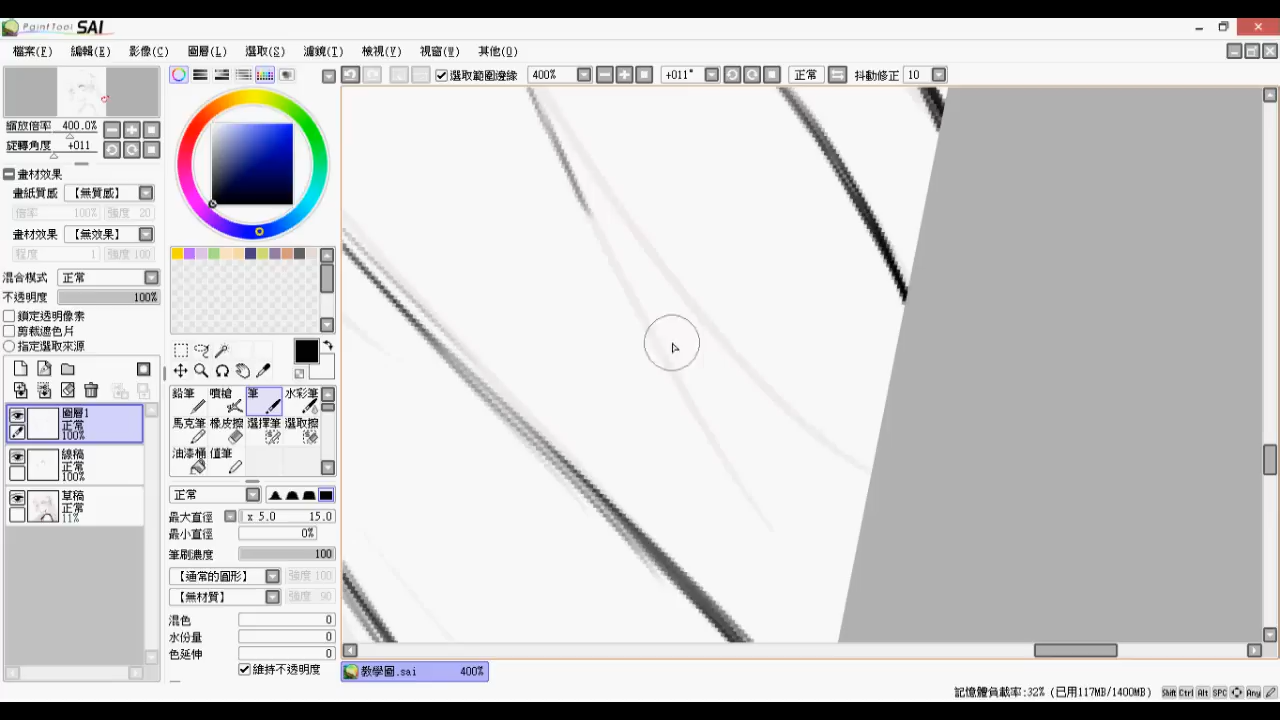 PaintTool SAI
檔案(F) 編輯(E) 影像(C) 圖層(L) 選取(S) 濾鏡(T) 檢視(V) 視窗(W) 其他(O)
選取範圍邊緣 400% +011° 正常 抖動修正 10
縮放倍率 400.0%
旋轉角度 +011
畫材效果
畫紙質感 【無質感】
倍率 100% 強度 20
畫材效果 【無效果】
程度 1 強度 100
混合模式 正常
不透明度 100%
鎖定透明像素
剪裁遮色片
指定選取來源
圖層1
正常
100%
線稿
正常
100%
草稿
正常
11%
鉛筆 噴槍 筆 水彩筆
馬克筆 橡皮擦 選擇筆 選取擦
油漆桶 值筆
正常
最大直徑 x 5.0 15.0
最小直徑 0%
筆刷濃度 100
【通常的圓形】 強度 100
【無材質】 強度 90
混色 0
水份量 0
色延伸 0
維持不透明度
教學圖.sai 400%
記憶體負載率:32% (已用117MB/1400MB) Shift Ctrl Alt SPC Any